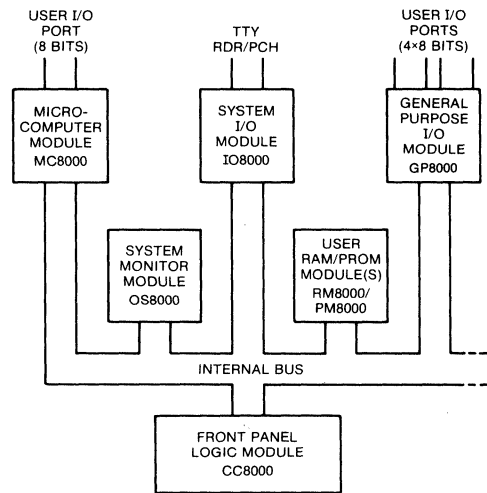 USER I/O
PORT
(8 BITS)
TTY
RDR/PCH
USER I/O
PORTS
(4×8 BITS)
MICRO-
COMPUTER
MODULE
MC8000
SYSTEM
I/O
MODULE
IO8000
GENERAL
PURPOSE
I/O
MODULE
GP8000
SYSTEM
MONITOR
MODULE
OS8000
USER
RAM/PROM
MODULE(S)
RM8000/
PM8000
INTERNAL BUS
FRONT PANEL
LOGIC MODULE
CC8000